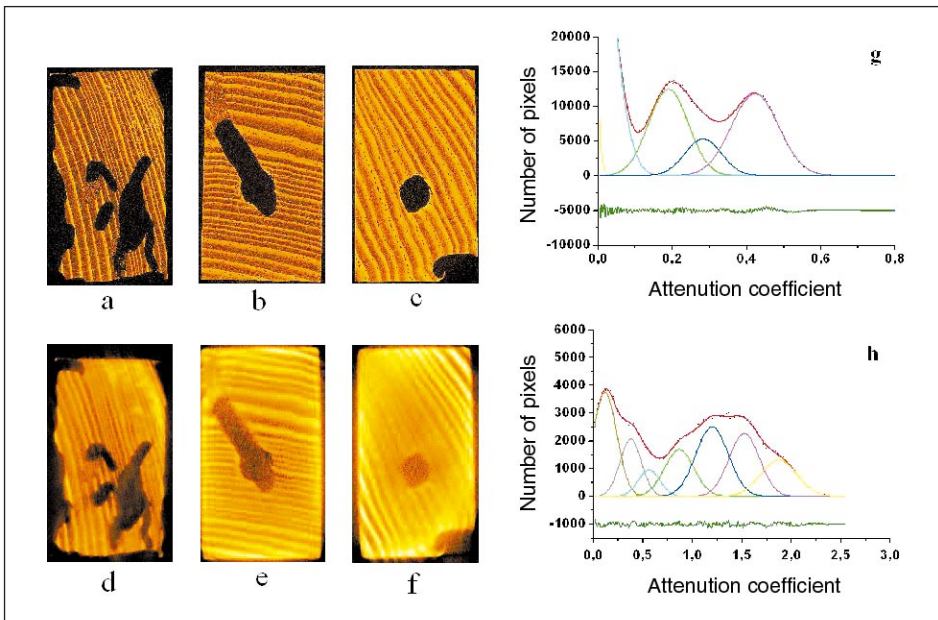 a
b
c
d
e
f
g
20000
15000
10000
5000
0
-5000
-10000
0,0
0,2
0,4
0,6
0,8
Number of pixels
Attenution coefficient
h
6000
5000
4000
3000
2000
1000
0
-1000
0,0
0,5
1,0
1,5
2,0
2,5
3,0
Number of pixels
Attenution coefficient